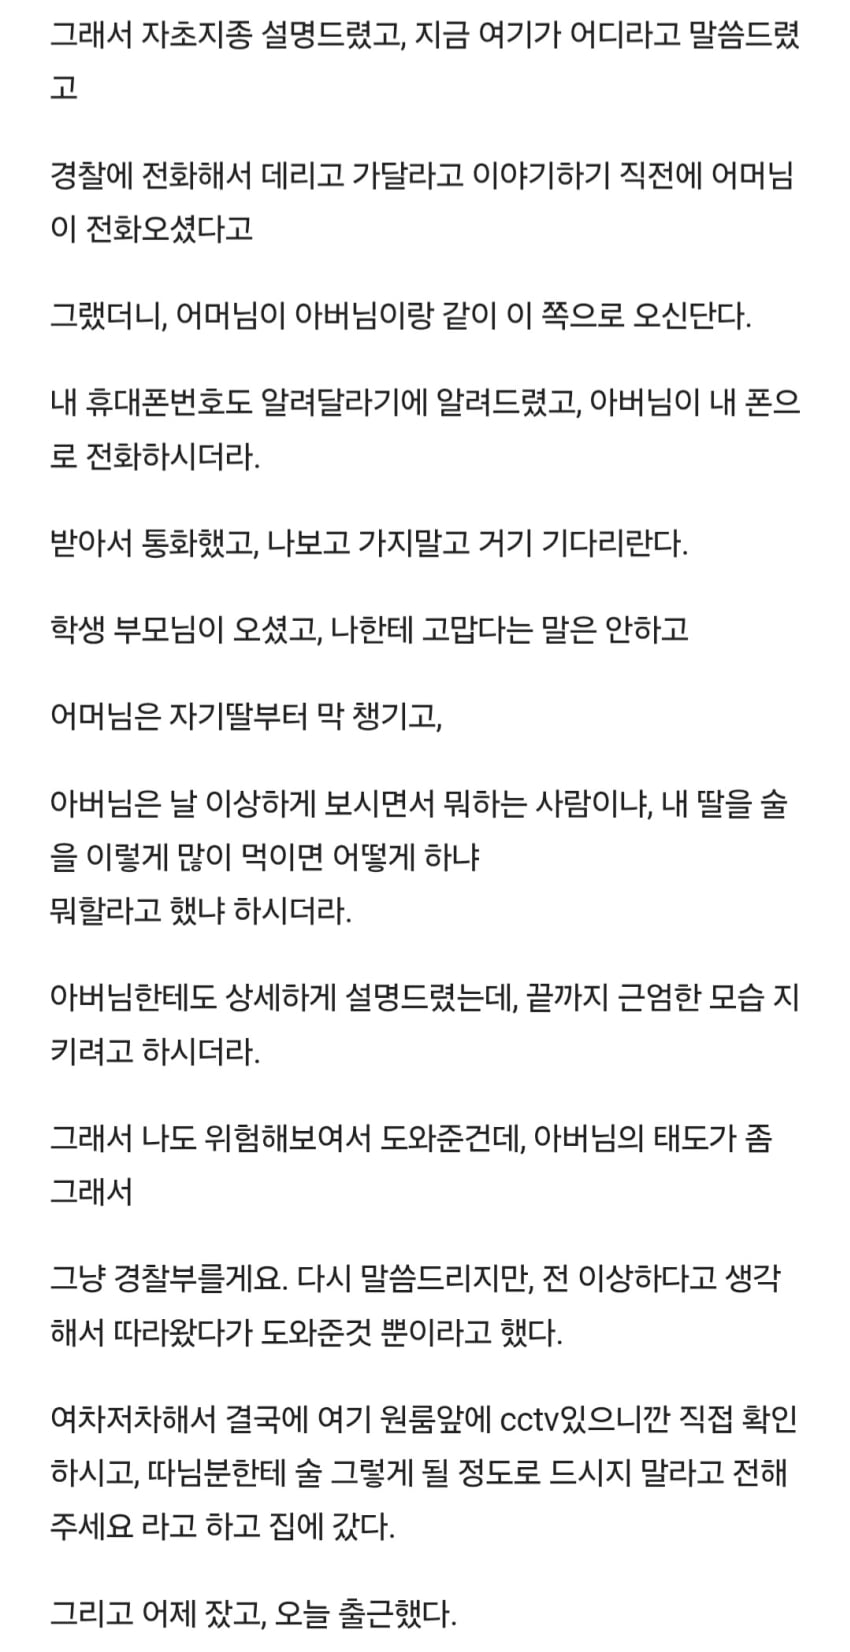 그래서 자초지종 설명드렸고, 지금 여기가 어디라고 말씀드렸
고
경찰에 전화해서 데리고 가달라고 이야기하기 직전에 어머님
이 전화오셨다고
그랬더니, 어머님이 아버님이랑 같이 이 쪽으로 오신단다.
내 휴대폰번호도 알려달라기에 알려드렸고, 아버님이 내 폰으
로 전화하시더라.
받아서 통화했고, 나보고 가지말고 거기 기다리란다.
학생 부모님이 오셨고, 나한테 고맙다는 말은 안하고
어머님은 자기딸부터 막 챙기고,
아버님은 날 이상하게 보시면서 뭐하는 사람이냐, 내 딸을 술
을 이렇게 많이 먹이면 어떻게 하냐
뭐할라고 했냐 하시더라.
아버님한테도 상세하게 설명드렸는데, 끝까지 근엄한 모습 지
키려고 하시더라.
그래서 나도 위험해보여서 도와준건데, 아버님의 태도가 좀
그래서
그냥 경찰부를게요. 다시 말씀드리지만, 전 이상하다고 생각
해서 따라왔다가 도와준것 뿐이라고 했다.
여차저차해서 결국에 여기 원룸앞에 cctv있으니깐 직접 확인
하시고, 따님분한테 술 그렇게 될 정도로 드시지 말라고 전해
주세요 라고 하고 집에 갔다.
그리고 어제 잤고, 오늘 출근했다.